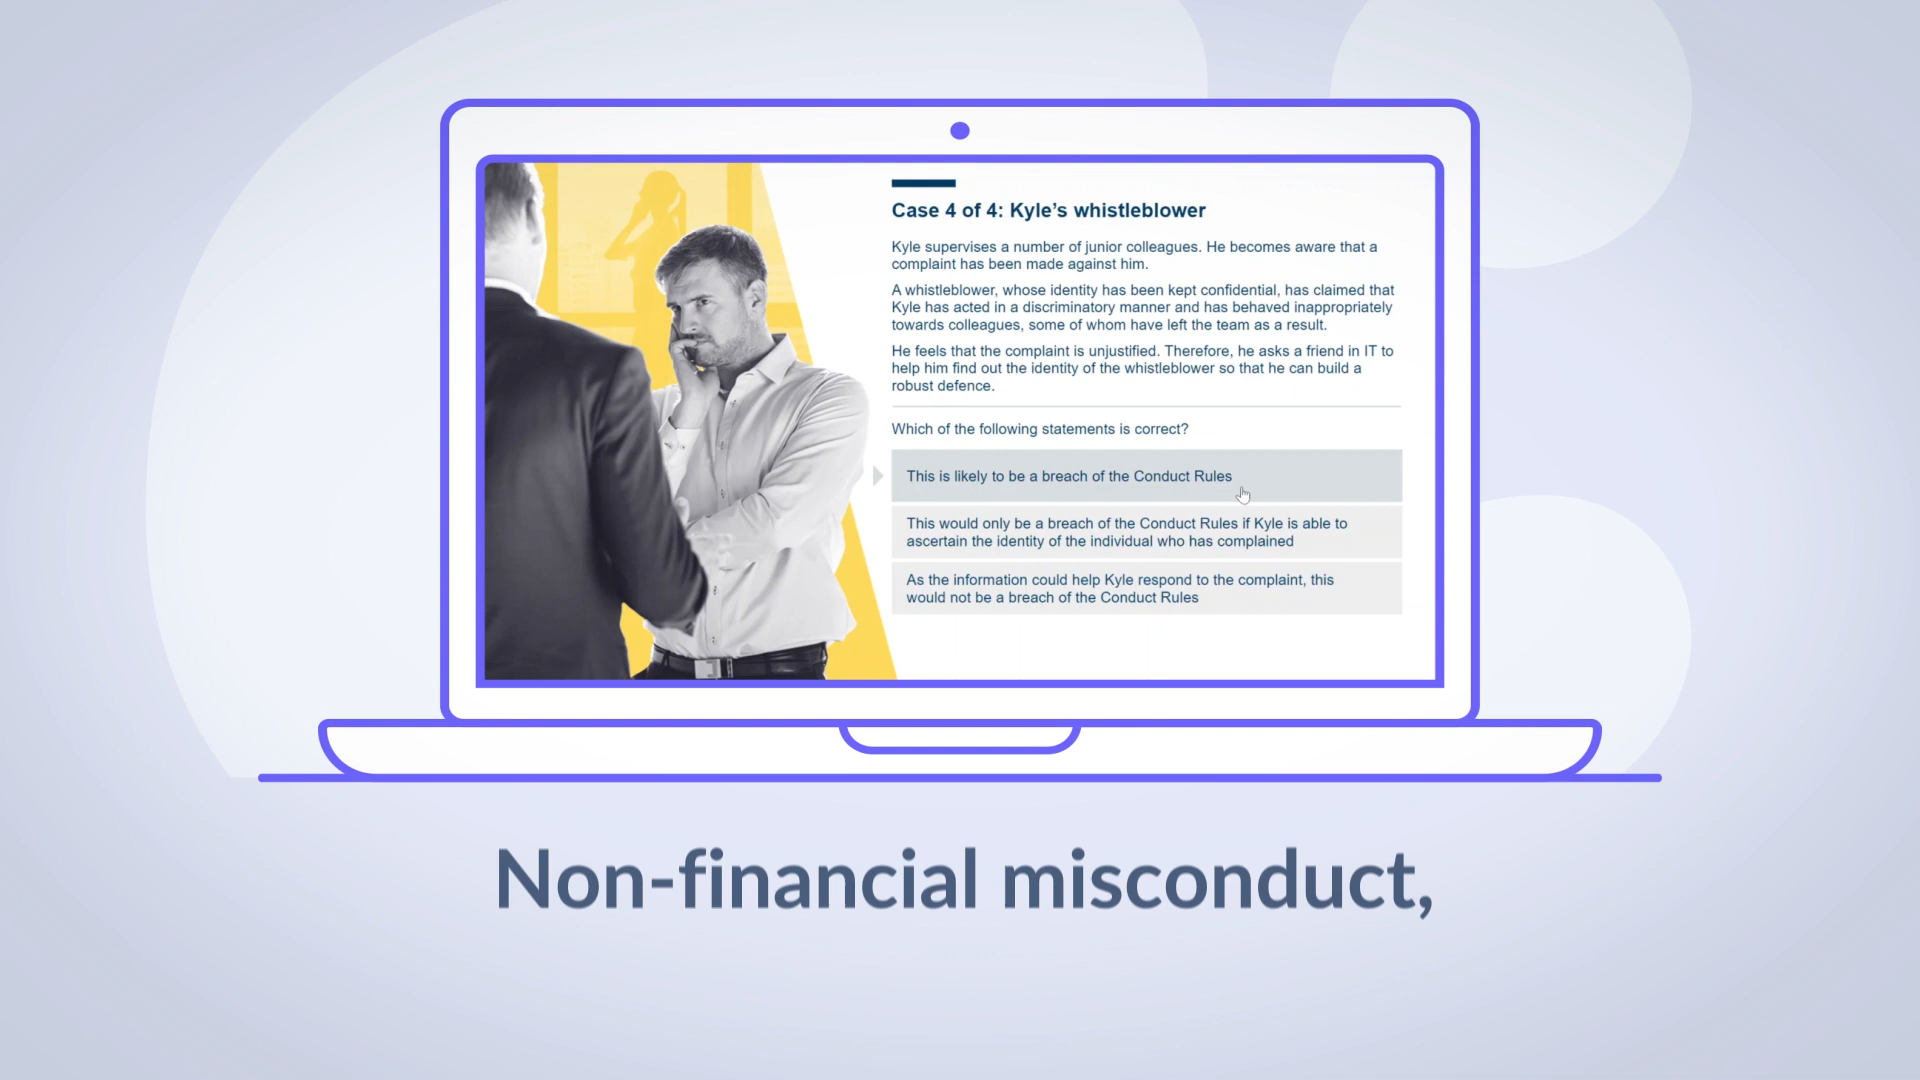 Case 4 of 4: Kyle’s whistleblower
Kyle supervises a number of junior colleagues. He becomes aware that a
complaint has been made against him.
A whistleblower, whose identity has been kept confidential, has claimed that
Kyle has acted in a discriminatory manner and has behaved inappropriately
towards colleagues, some of whom have left the team as a result.
He feels that the complaint is unjustified. Therefore, he asks a friend in IT to
help him find out the identity of the whistleblower so that he can build a
robust defence.
Which of the following statements is correct?
This is likely to be a breach of the Conduct Rules
This would only be a breach of the Conduct Rules if Kyle is able to
ascertain the identity of the individual who has complained
As the information could help Kyle respond to the complaint, this
would not be a breach of the Conduct Rules
Non-financial misconduct,